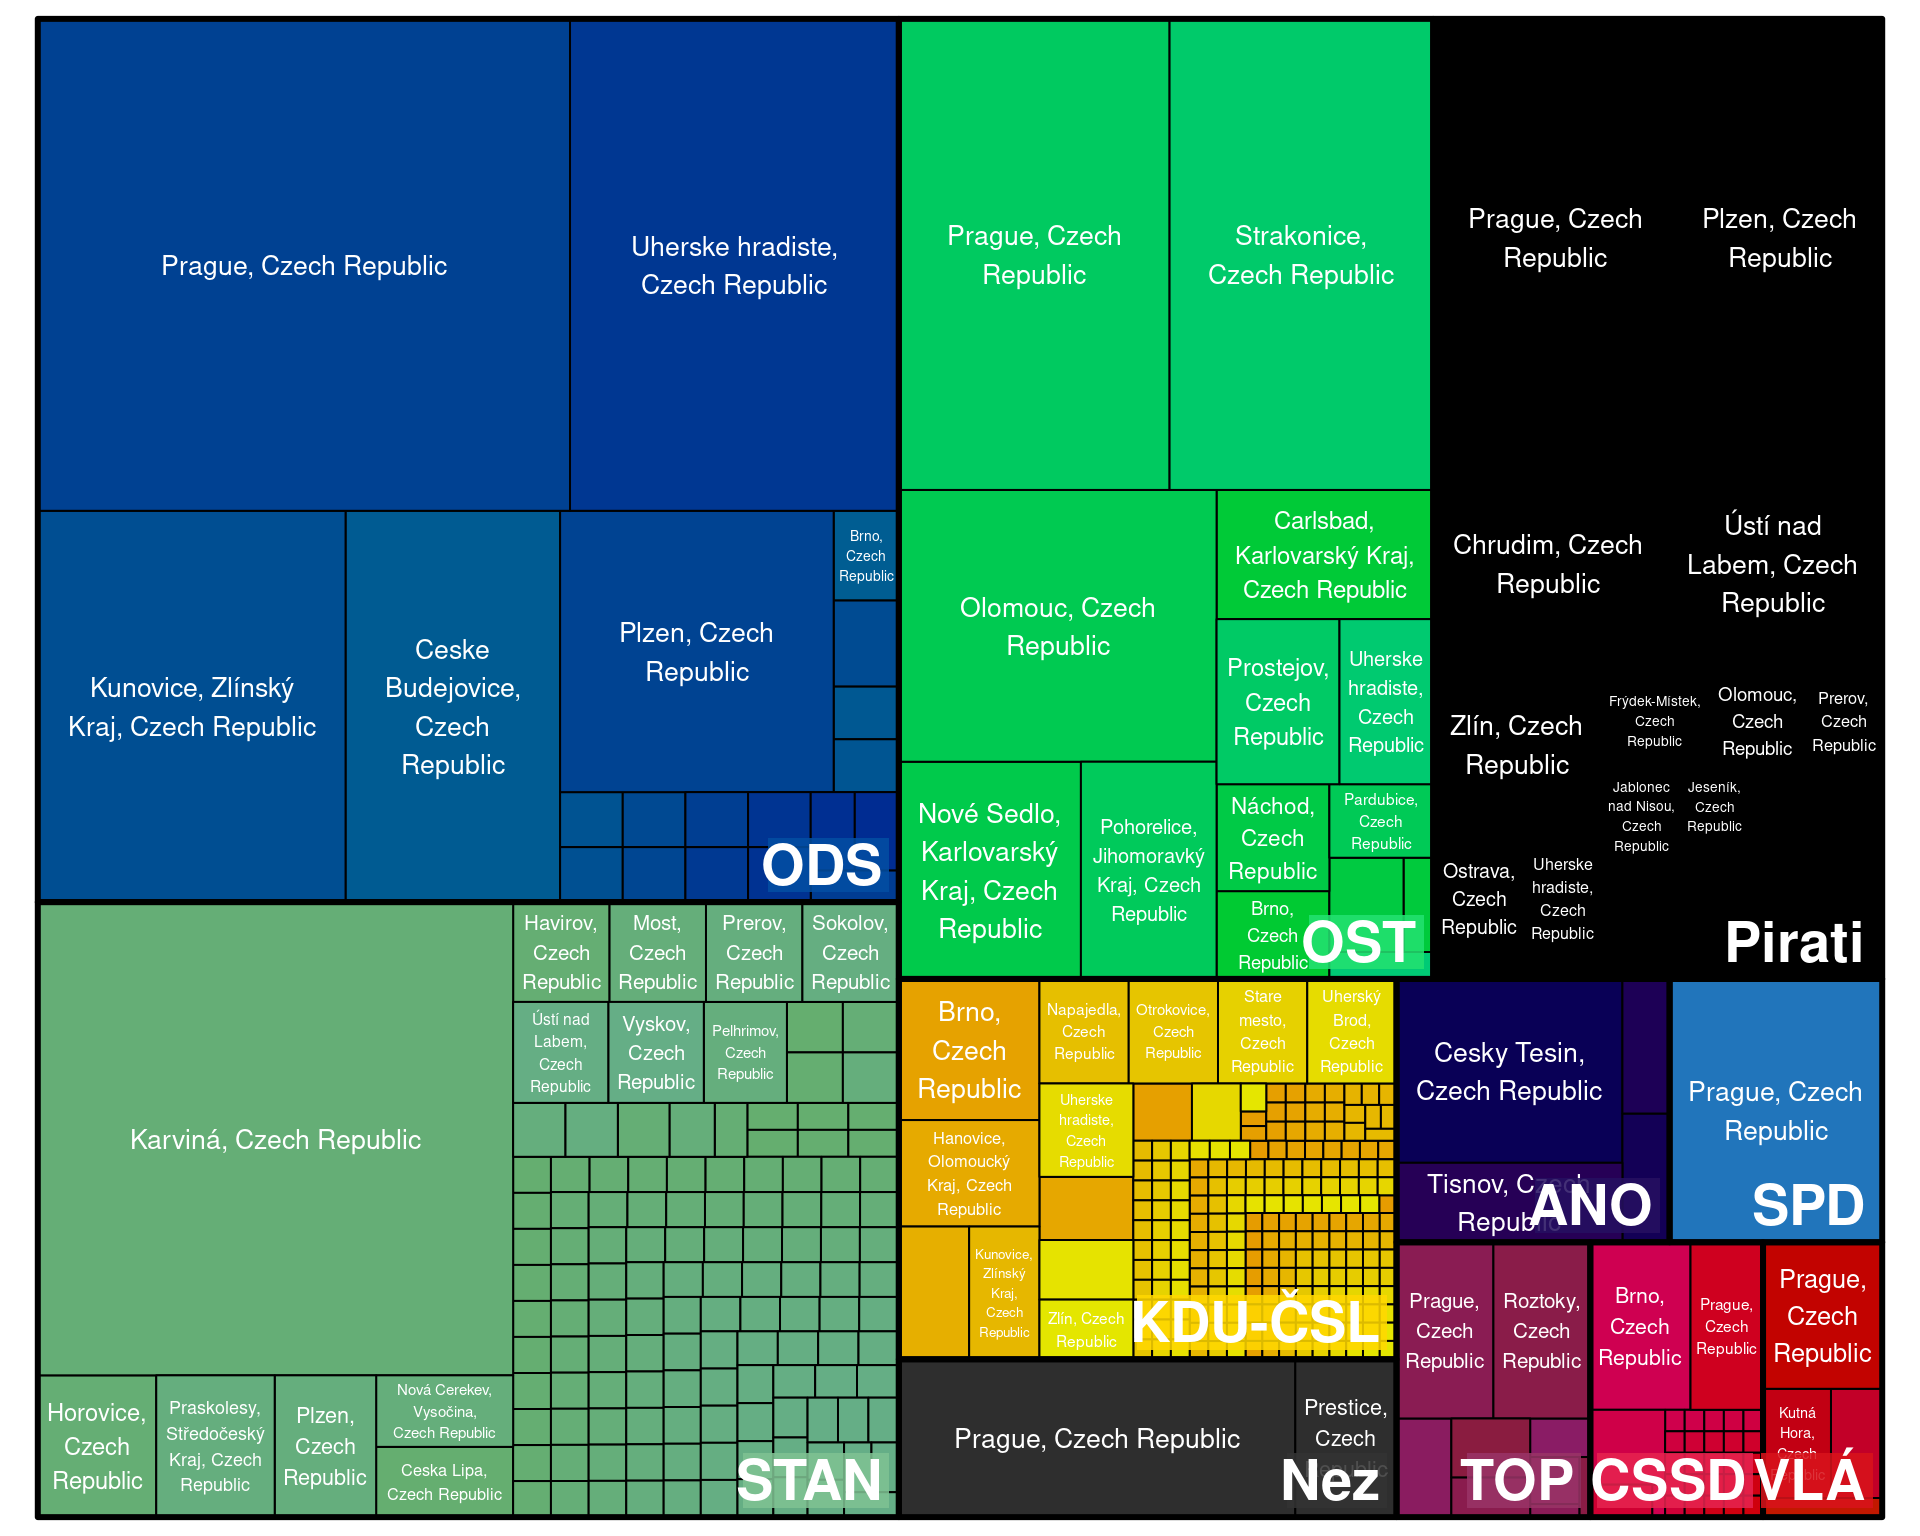 Prague, Czech Republic
Uherske hradiste,
Czech Republic
Kunovice, Zlínský
Kraj, Czech Republic
Ceske
Budejovice,
Czech
Republic
Plzen, Czech
Republic
Brno,
Czech
Republic
ODS
Prague, Czech
Republic
Strakonice,
Czech Republic
Olomouc, Czech
Republic
Carlsbad,
Karlovarský Kraj,
Czech Republic
Prostejov,
Czech
Republic
Uherske
hradiste,
Czech
Republic
Nové Sedlo,
Karlovarský
Kraj, Czech
Republic
Pohorelice,
Jihomoravký
Kraj, Czech
Republic
Náchod,
Czech
Republic
Pardubice,
Czech
Republic
Brno,
Czech
Republic
OST
Prague, Czech
Republic
Plzen, Czech
Republic
Chrudim, Czech
Republic
Ústí nad
Labem, Czech
Republic
Zlín, Czech
Republic
Frýdek-Místek,
Czech
Republic
Olomouc,
Czech
Republic
Prerov,
Czech
Republic
Jablonec
nad Nisou,
Czech
Republic
Jeseník,
Czech
Republic
Ostrava,
Czech
Republic
Uherske
hradiste,
Czech
Republic
Pirati
Karviná, Czech Republic
Havirov,
Czech
Republic
Most,
Czech
Republic
Prerov,
Czech
Republic
Sokolov,
Czech
Republic
Ústí nad
Labem,
Czech
Republic
Vyskov,
Czech
Republic
Pelhrimov,
Czech
Republic
Horovice,
Czech
Republic
Praskolesy,
Středočeský
Kraj, Czech
Republic
Plzen,
Czech
Republic
Nová Cerekev,
Vysočina,
Czech Republic
Ceska Lipa,
Czech Republic
STAN
Brno,
Czech
Republic
Napajedla,
Czech
Republic
Otrokovice,
Czech
Republic
Stare
mesto,
Czech
Republic
Uherský
Brod,
Czech
Republic
Hanovice,
Olomoucký
Kraj, Czech
Republic
Uherske
hradiste,
Czech
Republic
Kunovice,
Zlínský
Kraj,
Czech
Republic
Zlín, Czech
Republic
KDU-ČSL
Prague, Czech Republic
Prestice,
Czech
Republic
Nez
Cesky Tesin,
Czech Republic
Tisnov, Czech
Republic
ANO
Prague, Czech
Republic
SPD
Prague,
Czech
Republic
Roztoky,
Czech
Republic
TOP
Brno,
Czech
Republic
Prague,
Czech
Republic
CSSD
Prague,
Czech
Republic
Kutná
Hora,
Czech
Republic
VLÁ